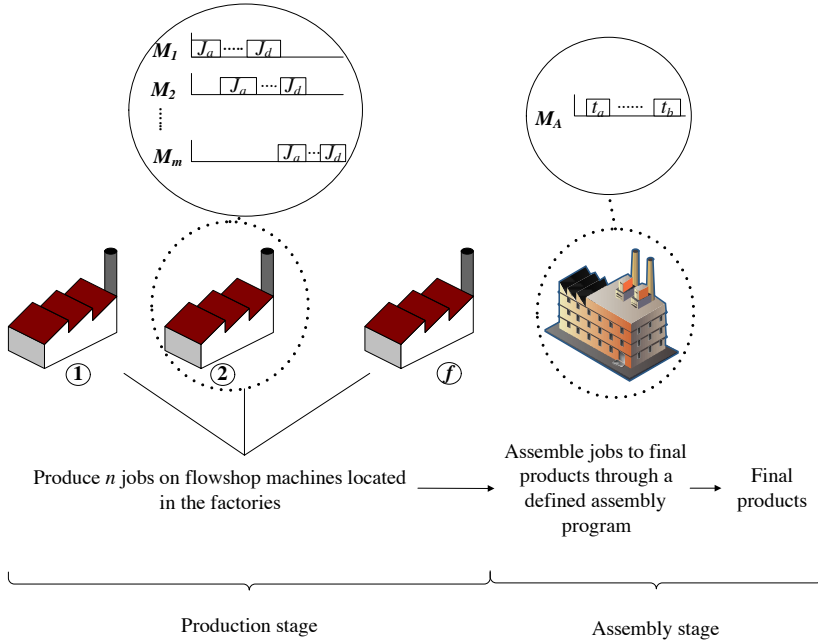 M1 Ja ..... Jd
M2 Ja .... Jd
Mm Ja ... Jd
MA ta ...... tb
1 2 f
Produce n jobs on flowshop machines located
in the factories
Assemble jobs to final
products through a
defined assembly
program
Final
products
Production stage
Assembly stage